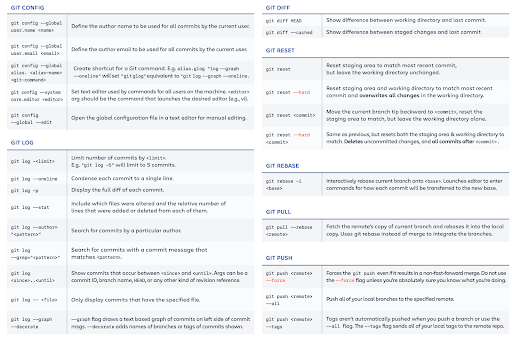 GIT CONFIG
git config --global
user.name <name>
Define the author name to be used for all commits by the current user.
git config --global
user.email <email>
Define the author email to be used for all commits by the current user.
git config --global
alias. <alias-name>
<git-command>
Create shortcut for a Git command. E.g. alias.glog "log --graph
--oneline" will set "git glog" equivalent to "git log --graph --oneline.
git config --system
core.editor <editor>
Set text editor used by commands for all users on the machine. <editor>
arg should be the command that launches the desired editor (e.g., vi).
git config
--global --edit
Open the global configuration file in a text editor for manual editing.
GIT LOG
git log -<limit>
Limit number of commits by <limit>.
E.g. "git log -5" will limit to 5 commits.
git log --oneline
Condense each commit to a single line.
git log -p
Display the full diff of each commit.
git log --stat
Include which files were altered and the relative number of
lines that were added or deleted from each of them.
git log --author=
"<pattern>"
Search for commits by a particular author.
git log
--grep="<pattern>"
Search for commits with a commit message that
matches <pattern>.
git log
<since>..<until>
Show commits that occur between <since> and <until>. Args can be a
commit ID, branch name, HEAD, or any other kind of revision reference.
git log -- <file>
Only display commits that have the specified file.
git log --graph
--decorate
--graph flag draws a text based graph of commits on left side of commit
msgs. --decorate adds names of branches or tags of commits shown.
GIT DIFF
git diff HEAD
Show difference between working directory and last commit.
git diff --cached
Show difference between staged changes and last commit
GIT RESET
git reset
Reset staging area to match most recent commit,
but leave the working directory unchanged.
git reset --hard
Reset staging area and working directory to match most recent
commit and overwrites all changes in the working directory.
git reset <commit>
Move the current branch tip backward to <commit>, reset the
staging area to match, but leave the working directory alone.
git reset --hard
<commit>
Same as previous, but resets both the staging area & working directory to
match. Deletes uncommitted changes, and all commits after <commit>.
GIT REBASE
git rebase -i
<base>
Interactively rebase current branch onto <base>. Launches editor to enter
commands for how each commit will be transferred to the new base.
GIT PULL
git pull --rebase
<remote>
Fetch the remote's copy of current branch and rebases it into the local
copy. Uses git rebase instead of merge to integrate the branches.
GIT PUSH
git push <remote>
--force
Forces the git push even if it results in a non-fast-forward merge. Do not use
the --force flag unless you're absolutely sure you know what you're doing.
git push <remote>
--all
Push all of your local branches to the specified remote.
git push <remote>
--tags
Tags aren't automatically pushed when you push a branch or use the
--all flag. The --tags flag sends all of your local tags to the remote repo.